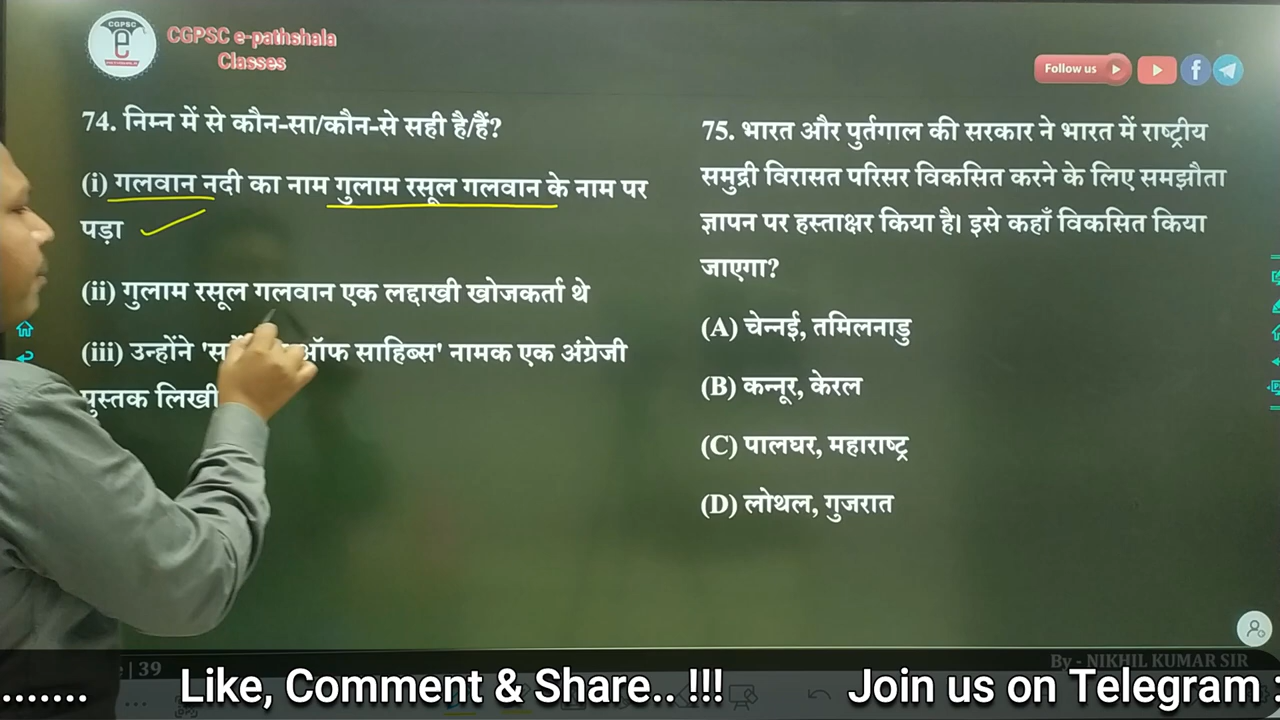 CGPSC
e
CGPSC e-pathshala
Classes
Follow us
74. निम्न में से कौन-सा/कौन-से सही है/हैं?
(i) गलवान नदी का नाम गुलाम रसूल गलवान के नाम पर
पड़ा
(ii) गुलाम रसूल गलवान एक लद्दाखी खोजकर्ता थे
(iii) उन्होंने ऑफ साहिब्स' नामक एक अंग्रेजी
पुस्तक लिखी
75. भारत और पुर्तगाल की सरकार ने भारत में राष्ट्रीय
समुद्री विरासत परिसर विकसित करने के लिए समझौता
ज्ञापन पर हस्ताक्षर किया है। इसे कहाँ विकसित किया
जाएगा?
(A) चेन्नई, तमिलनाडु
(B) कन्नूर, केरल
(C) पालघर, महाराष्ट्र
(D) लोथल, गुजरात
| 39
By - NIKHIL KUMAR SIR
....... Like, Comment & Share.. !!! Join us on Telegram :